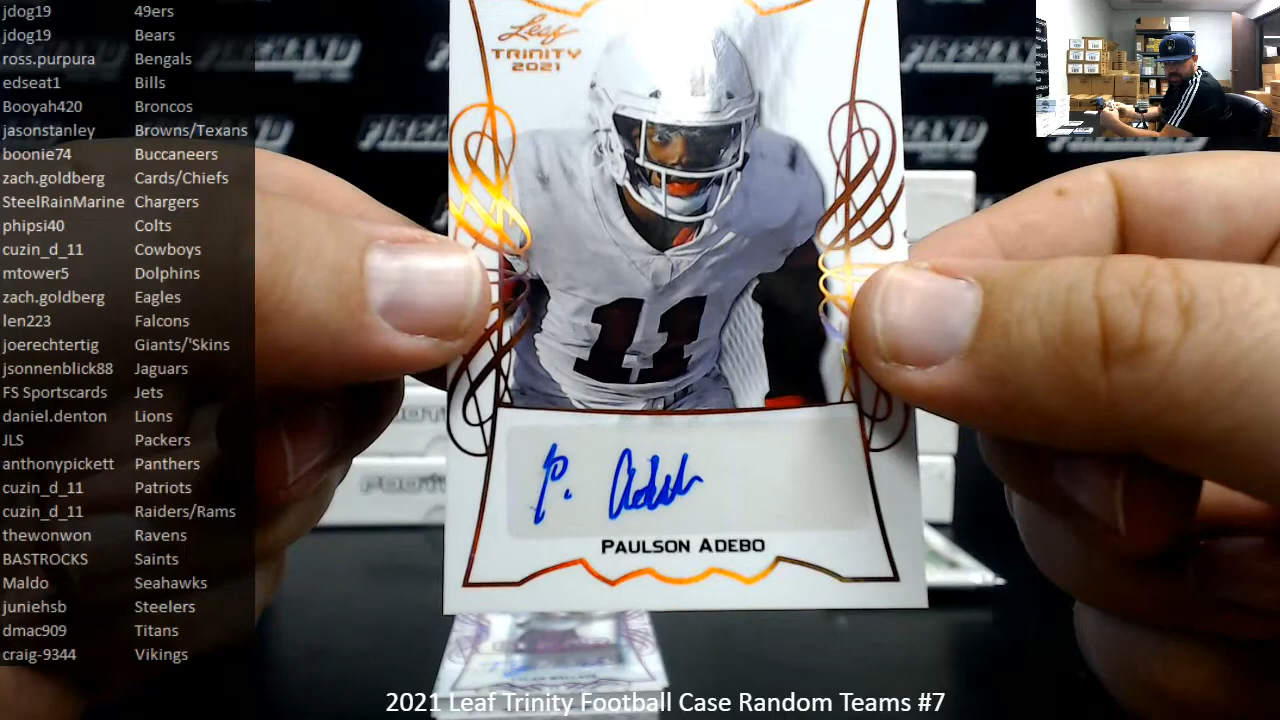 jdog19 49ers
jdog19 Bears
ross.purpura Bengals
edseat1 Bills
Booyah420 Broncos
jasonstanley Browns/Texans
boonie74 Buccaneers
zach.goldberg Cards/Chiefs
SteelRainMarine Chargers
phipsi40 Colts
cuzin_d_11 Cowboys
mtower5 Dolphins
zach.goldberg Eagles
len223 Falcons
joerechtertig Giants/'Skins
jsonnenblick88 Jaguars
FS Sportscards Jets
daniel.denton Lions
JLS Packers
anthonypickett Panthers
cuzin_d_11 Patriots
cuzin_d_11 Raiders/Rams
thewonwon Ravens
BASTROCKS Saints
Maldo Seahawks
juniehsb Steelers
dmac909 Titans
craig-9344 Vikings
Leaf
TRINITY
2021
11
P. Adebo
PAULSON ADEBO
2021 Leaf Trinity Football Case Random Teams #7